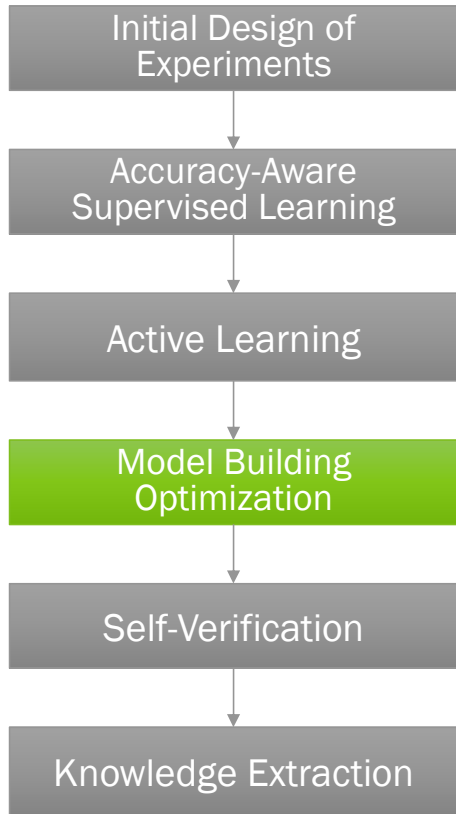 Initial Design of
Experiments
Accuracy-Aware
Supervised Learning
Active Learning
Model Building
Optimization
Self-Verification
Knowledge Extraction